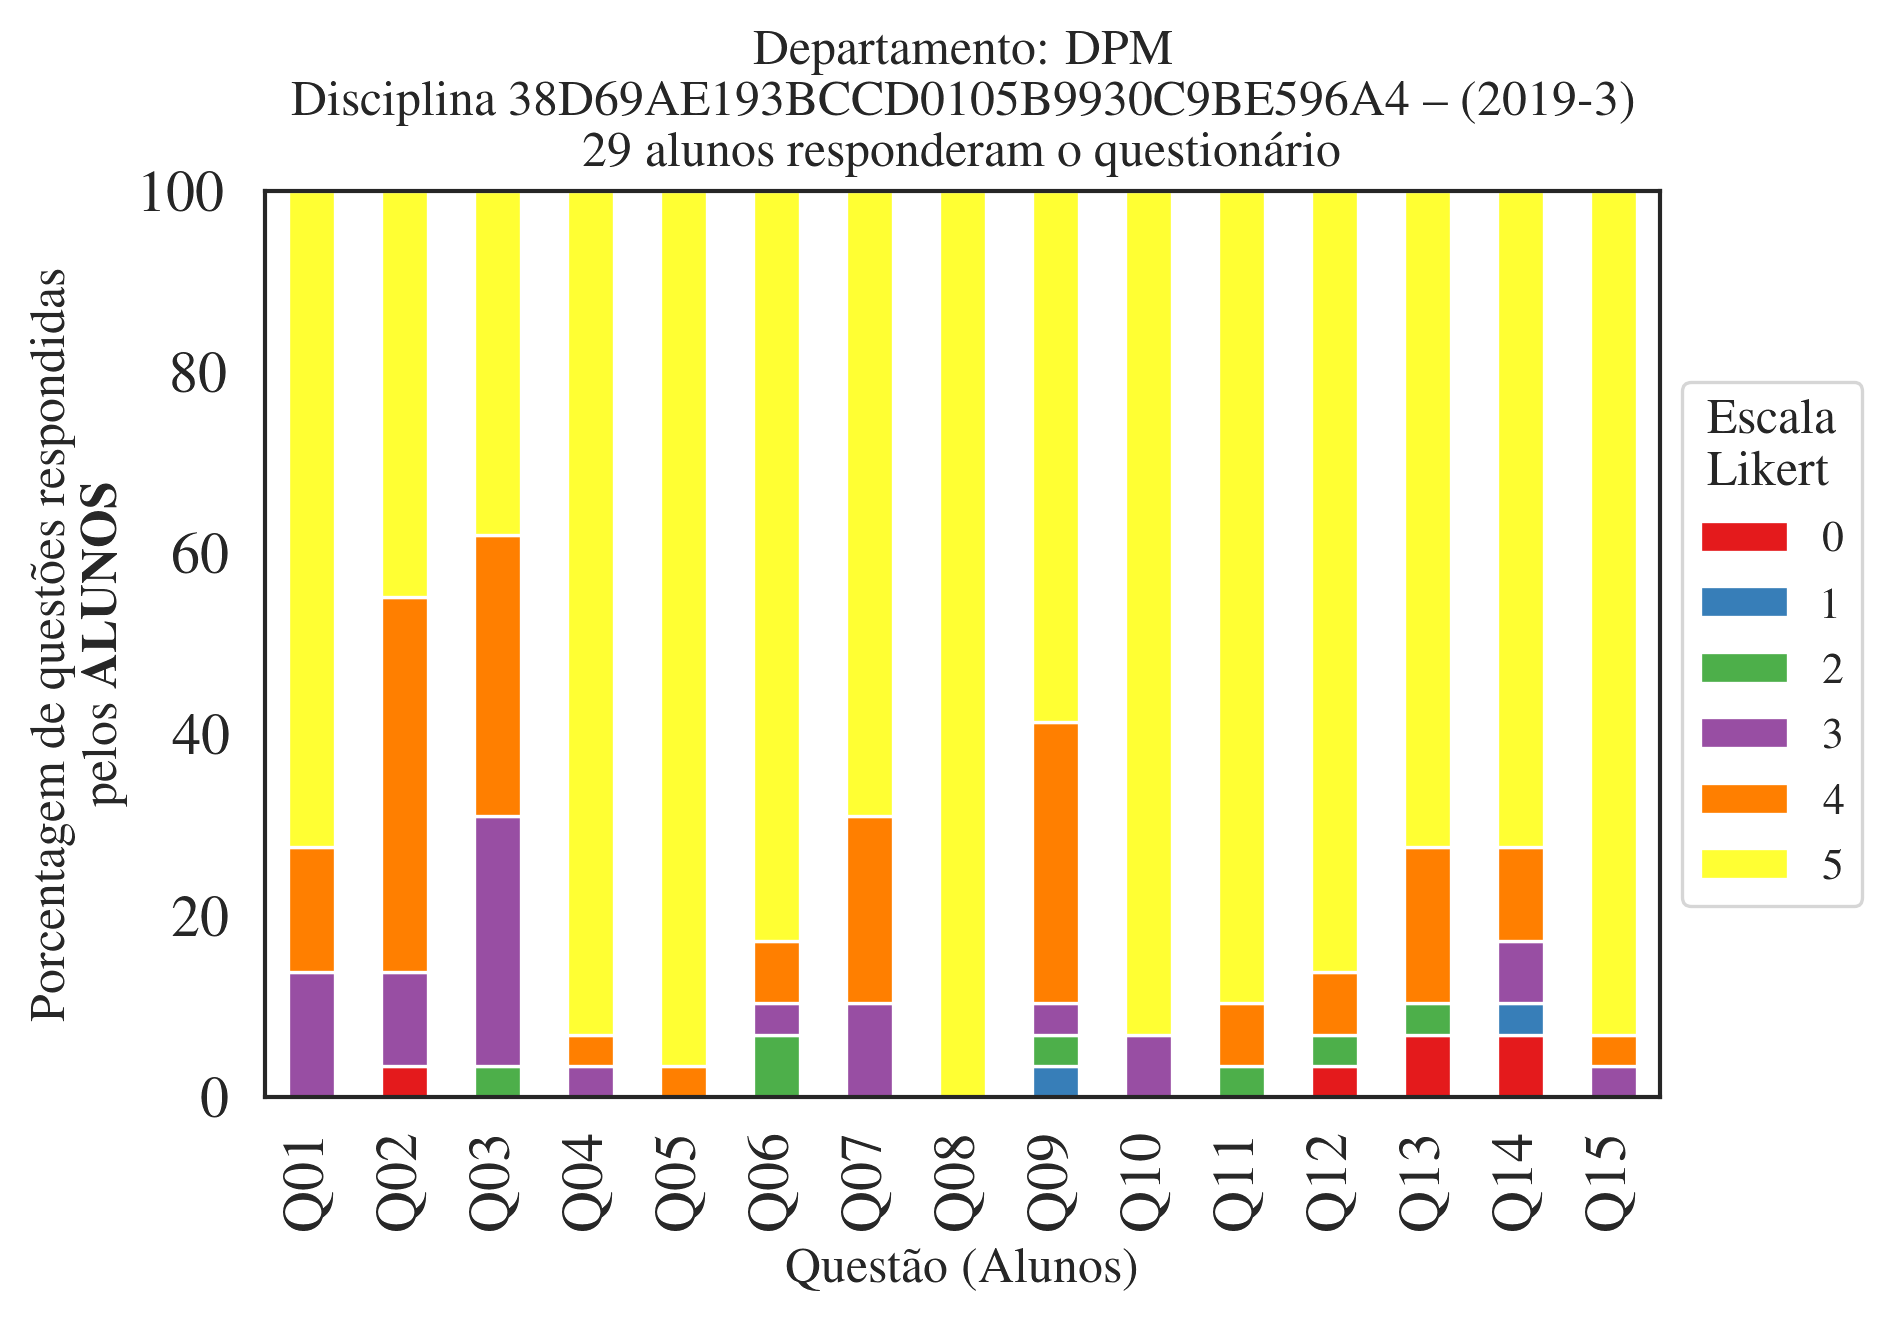 Departamento: DPM
Disciplina 38D69AE193BCCD0105B9930C9BE596A4 – (2019-3)
29 alunos responderam o questionário
100
80
60
40
20
0
Porcentagem de questões respondidas
pelos ALUNOS
Q01
Q02
Q03
Q04
Q05
Q06
Q07
Q08
Q09
Q10
Q11
Q12
Q13
Q14
Q15
Questão (Alunos)
Escala
Likert
0
1
2
3
4
5